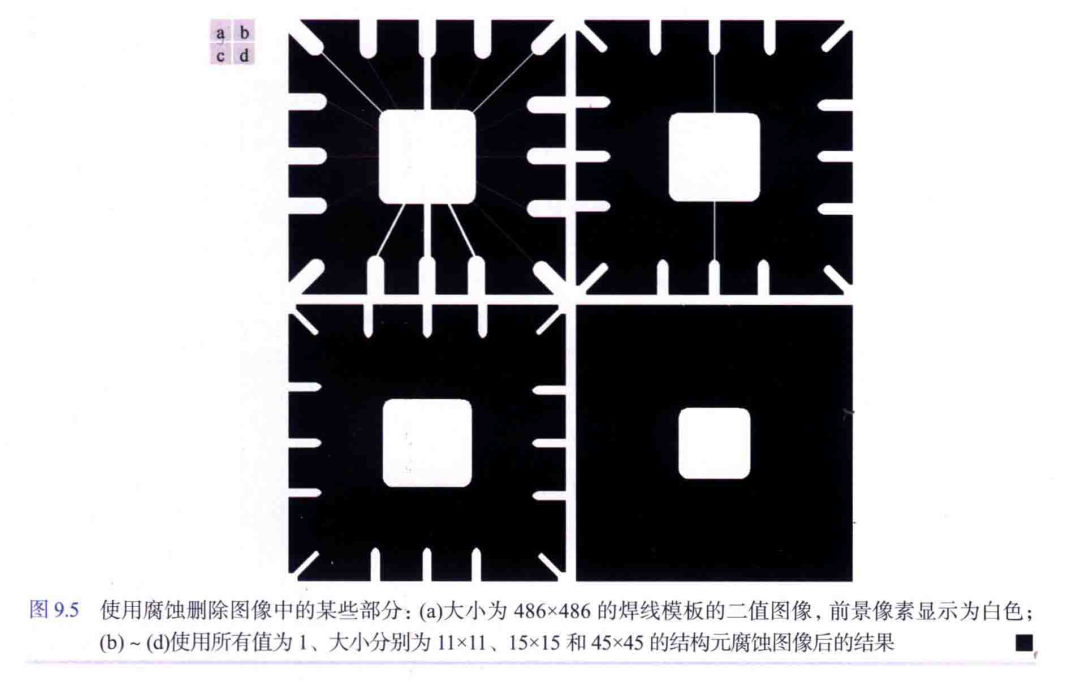 a b
c d
图 9.5 使用腐蚀删除图像中的某些部分：(a)大小为 486×486 的焊线模板的二值图像，前景像素显示为白色；
(b) ~ (d)使用所有值为 1、大小分别为 11×11、15×15 和 45×45 的结构元腐蚀图像后的结果